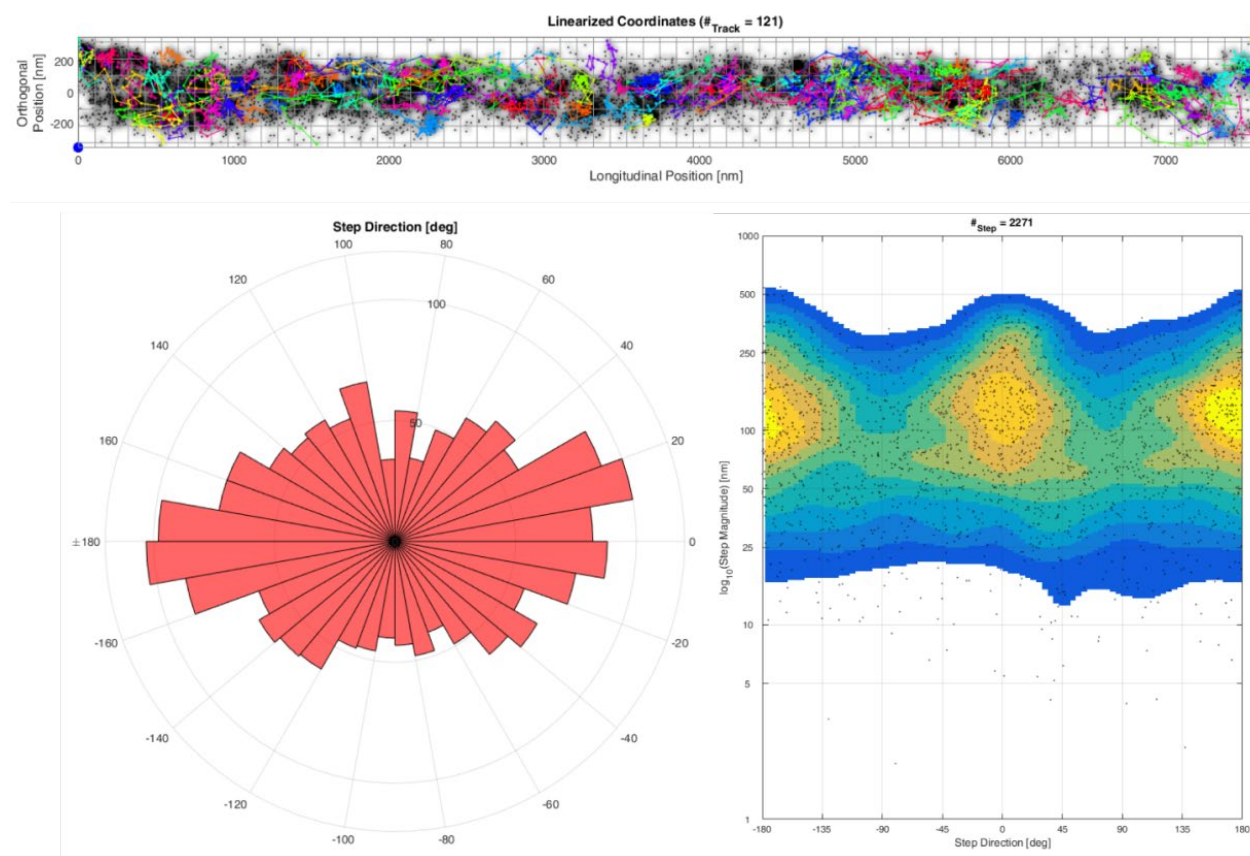 Linearized Coordinates (#Track = 121)
Orthogonal
Position [nm]
200
0
-200
0 1000 2000 3000 4000 5000 6000 7000
Longitudinal Position [nm]
Step Direction [deg]
100 80
120 60
140 40
160 20
±180 0
-160 -20
-140 -40
-120 -60
-100 -80
100
50
#Step = 2271
log10(Step Magnitude) [nm]
1000
500
250
100
50
25
10
5
1
-180 -135 -90 -45 0 45 90 135 180
Step Direction [deg]